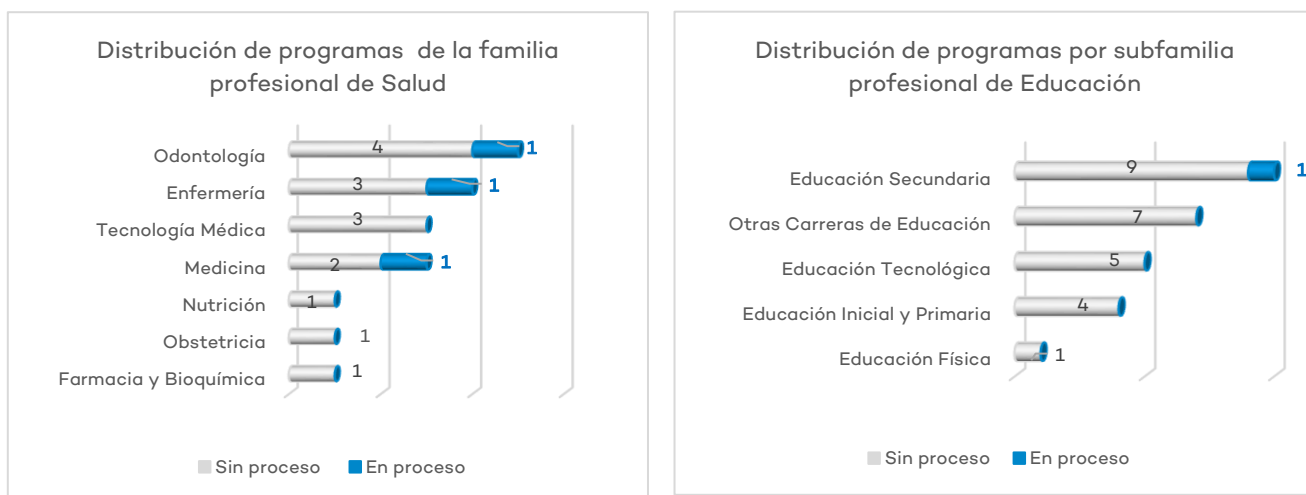 Distribución de programas de la familia
profesional de Salud
Odontología 4 1
Enfermería 3 1
Tecnología Médica 3
Medicina 2 1
Nutrición 1
Obstetricia 1
Farmacia y Bioquímica 1
Sin proceso En proceso
Distribución de programas por subfamilia
profesional de Educación
Educación Secundaria 9 1
Otras Carreras de Educación 7
Educación Tecnológica 5
Educación Inicial y Primaria 4
Educación Física 1
Sin proceso En proceso